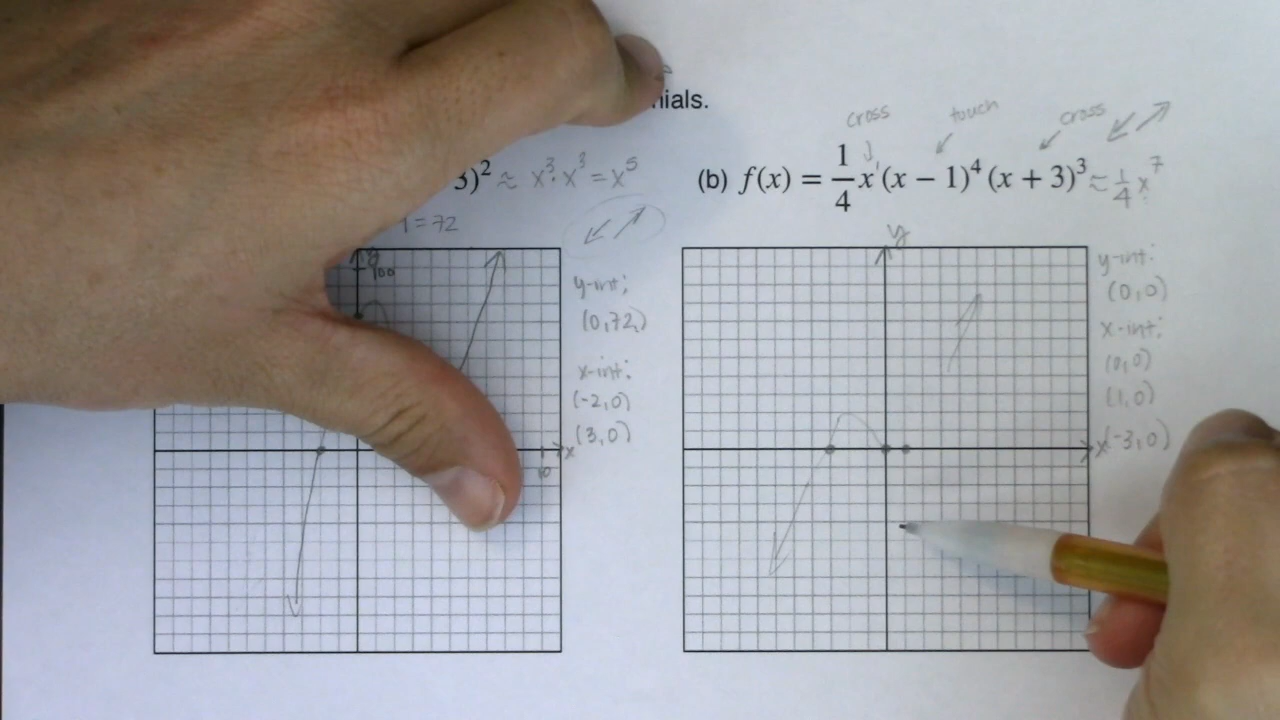 nials.
cross touch cross
3)² ≈ x³·x³ = x⁵
(b) f(x) = 1/4 x¹(x − 1)⁴ (x + 3)³ ≈ 1/4 x⁷
1 = 72
y
100
y-int:
(0,72)
x-int:
(-2,0)
(3,0)
x
10
y
y-int:
(0,0)
x-int:
(0,0)
(1,0)
(-3,0)
x